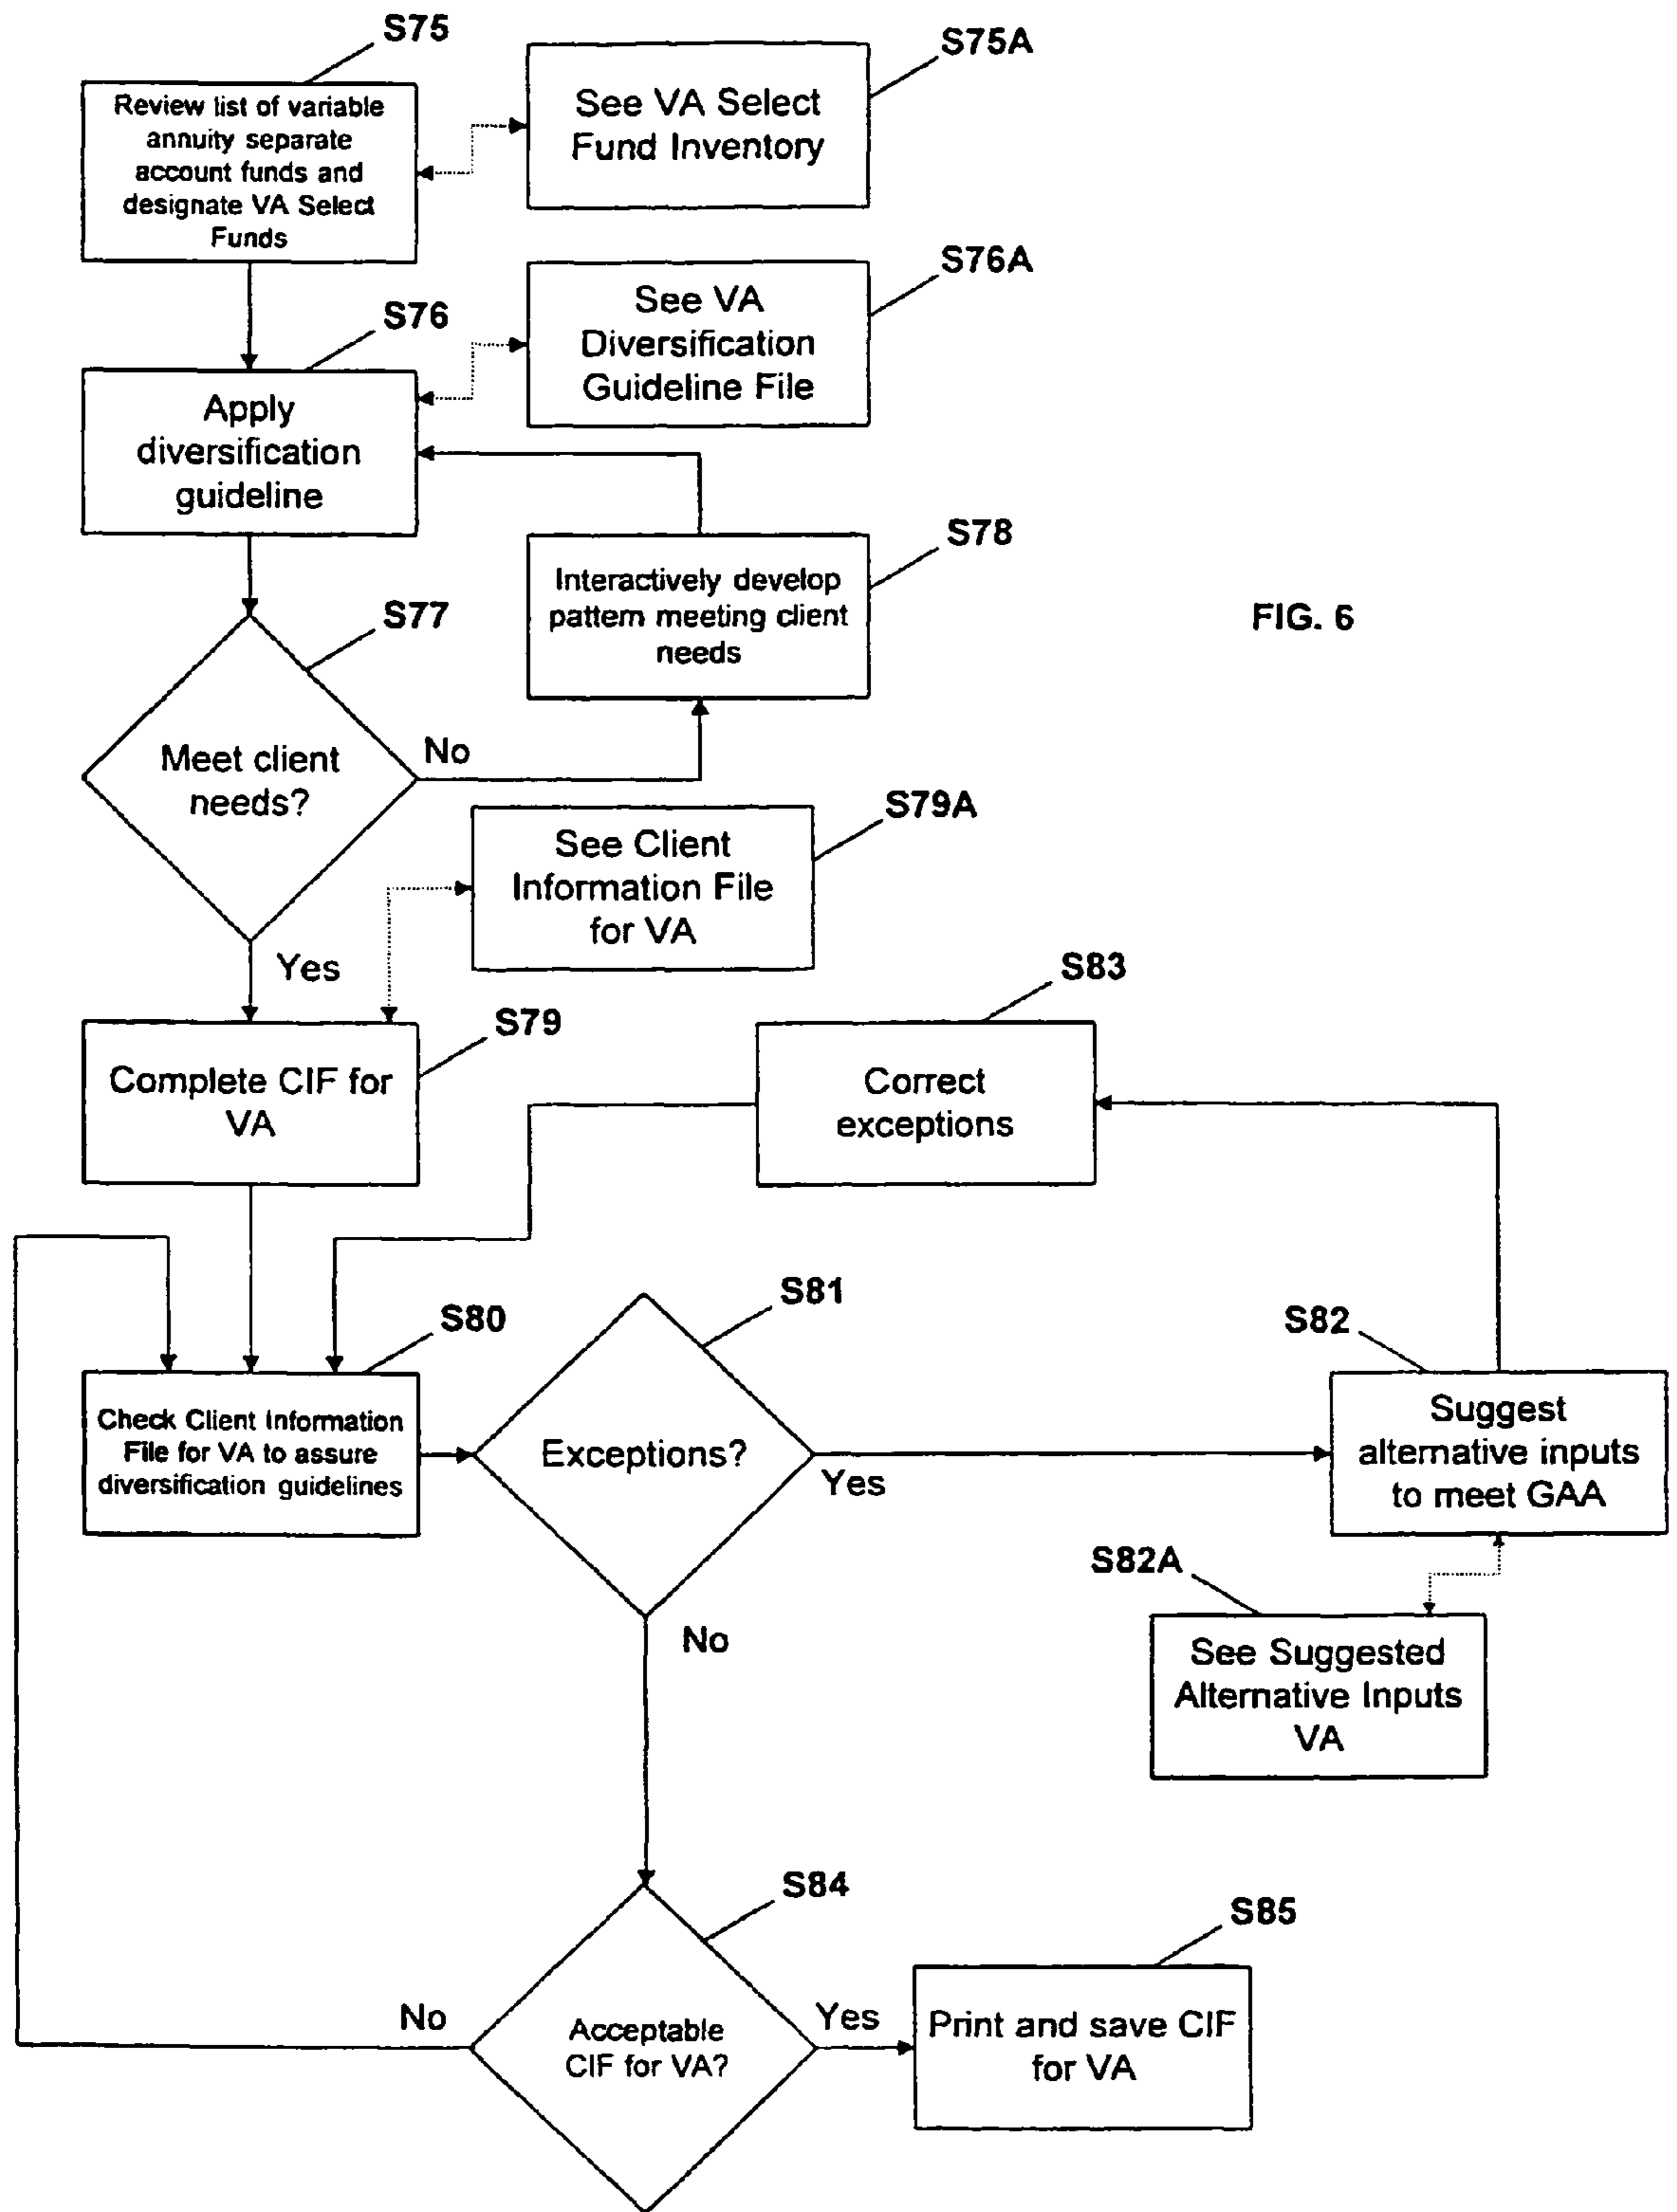 S75
Review list of variable
annuity separate
account funds and
designate VA Select
Funds
S75A
See VA Select
Fund Inventory
S76A
See VA
Diversification
Guideline File
S76
Apply
diversification
guideline
S78
Interactively develop
pattern meeting client
needs
FIG. 6
S77
Meet client
needs?
No
Yes
S79A
See Client
Information File
for VA
S79
Complete CIF for
VA
S83
Correct
exceptions
S80
Check Client Information
File for VA to assure
diversification guidelines
S81
Exceptions?
Yes
No
S82
Suggest
alternative inputs
to meet GAA
S82A
See Suggested
Alternative Inputs
VA
S84
Acceptable
CIF for VA?
No
Yes
S85
Print and save CIF
for VA